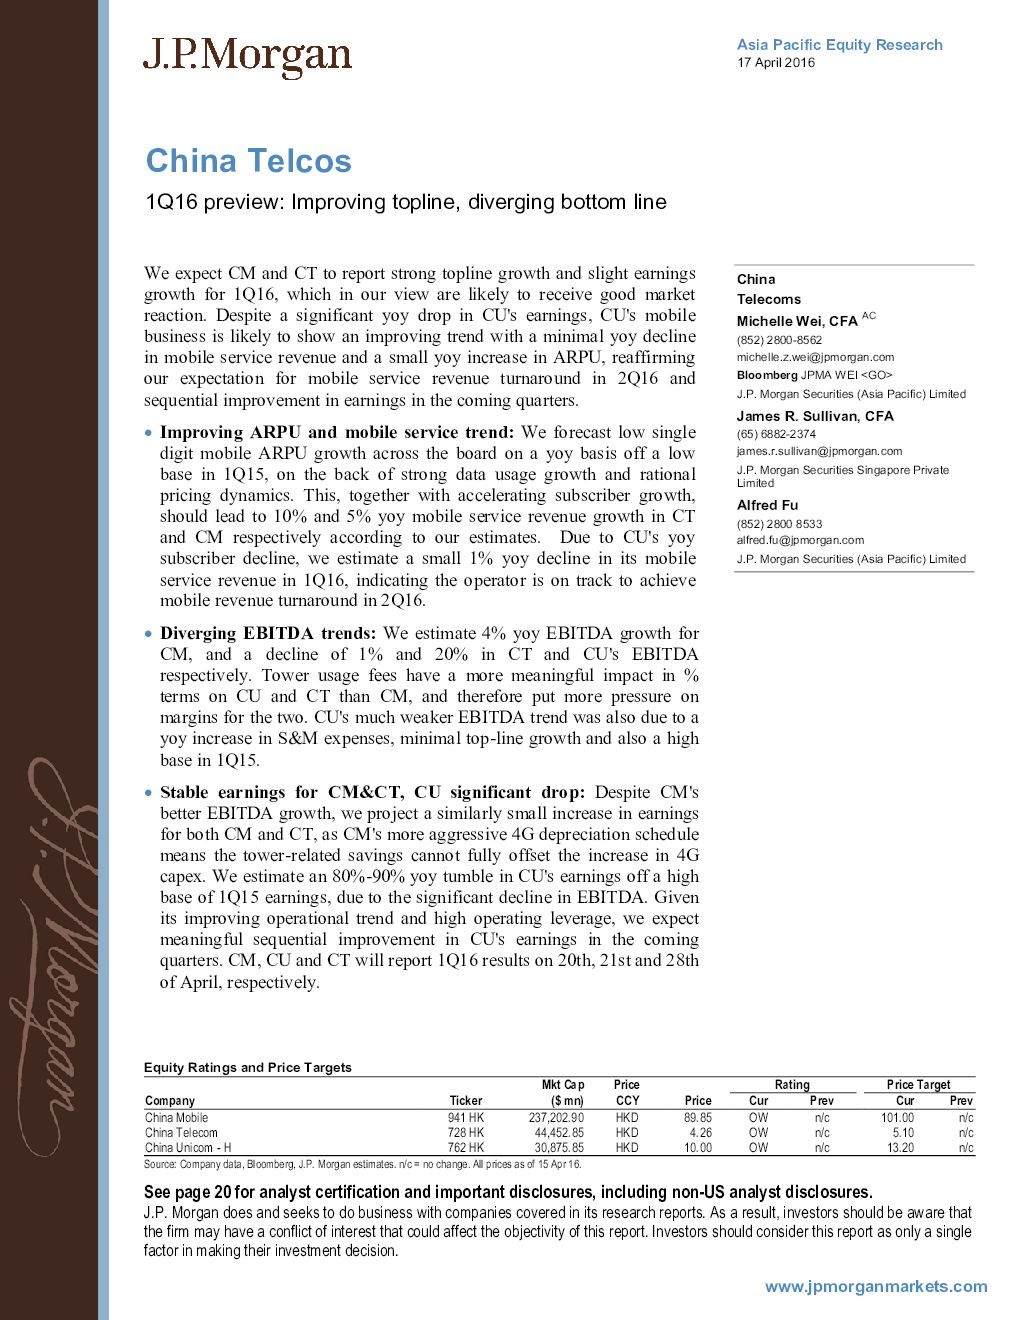 J.P.Morgan
Asia Pacific Equity Research
17 April 2016
China Telcos
1Q16 preview: Improving topline, diverging bottom line
We expect CM and CT to report strong topline growth and slight earnings
growth for 1Q16, which in our view are likely to receive good market
reaction. Despite a significant yoy drop in CU's earnings, CU's mobile
business is likely to show an improving trend with a minimal yoy decline
in mobile service revenue and a small yoy increase in ARPU, reaffirming
our expectation for mobile service revenue turnaround in 2Q16 and
sequential improvement in earnings in the coming quarters.
• Improving ARPU and mobile service trend: We forecast low single
digit mobile ARPU growth across the board on a yoy basis off a low
base in 1Q15, on the back of strong data usage growth and rational
pricing dynamics. This, together with accelerating subscriber growth,
should lead to 10% and 5% yoy mobile service revenue growth in CT
and CM respectively according to our estimates. Due to CU's yoy
subscriber decline, we estimate a small 1% yoy decline in its mobile
service revenue in 1Q16, indicating the operator is on track to achieve
mobile revenue turnaround in 2Q16.
• Diverging EBITDA trends: We estimate 4% yoy EBITDA growth for
CM, and a decline of 1% and 20% in CT and CU's EBITDA
respectively. Tower usage fees have a more meaningful impact in %
terms on CU and CT than CM, and therefore put more pressure on
margins for the two. CU's much weaker EBITDA trend was also due to a
yoy increase in S&M expenses, minimal top-line growth and also a high
base in 1Q15.
• Stable earnings for CM&CT, CU significant drop: Despite CM's
better EBITDA growth, we project a similarly small increase in earnings
for both CM and CT, as CM's more aggressive 4G depreciation schedule
means the tower-related savings cannot fully offset the increase in 4G
capex. We estimate an 80%-90% yoy tumble in CU's earnings off a high
base of 1Q15 earnings, due to the significant decline in EBITDA. Given
its improving operational trend and high operating leverage, we expect
meaningful sequential improvement in CU's earnings in the coming
quarters. CM, CU and CT will report 1Q16 results on 20th, 21st and 28th
of April, respectively.
China
Telecoms
Michelle Wei, CFA AC
(852) 2800-8562
michelle.z.wei@jpmorgan.com
Bloomberg JPMA WEI <GO>
J.P. Morgan Securities (Asia Pacific) Limited
James R. Sullivan, CFA
(65) 6882-2374
james.r.sullivan@jpmorgan.com
J.P. Morgan Securities Singapore Private
Limited
Alfred Fu
(852) 2800 8533
alfred.fu@jpmorgan.com
J.P. Morgan Securities (Asia Pacific) Limited
J.P.Morgan
Equity Ratings and Price Targets
Mkt Cap Price Rating Price Target
Company Ticker ($ mn) CCY Price Cur Prev Cur Prev
China Mobile 941 HK 237,202.90 HKD 89.85 OW n/c 101.00 n/c
China Telecom 728 HK 44,452.85 HKD 4.26 OW n/c 5.10 n/c
China Unicom - H 762 HK 30,875.85 HKD 10.00 OW n/c 13.20 n/c
Source: Company data, Bloomberg, J.P. Morgan estimates. n/c = no change. All prices as of 15 Apr 16.
See page 20 for analyst certification and important disclosures, including non-US analyst disclosures.
J.P. Morgan does and seeks to do business with companies covered in its research reports. As a result, investors should be aware that
the firm may have a conflict of interest that could affect the objectivity of this report. Investors should consider this report as only a single
factor in making their investment decision.
www.jpmorganmarkets.com